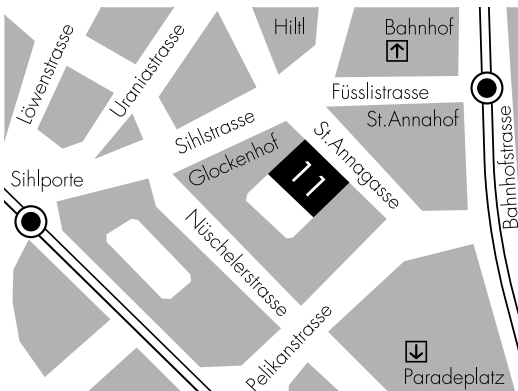 Hiltl
Bahnhof
Löwenstrasse
Uraniastrasse
Füsslistrasse
St.Annahof
Sihlstrasse
St.Annagasse
Glockenhof
11
Bahnhofstrasse
Sihlporte
Nüschelerstrasse
Pelikanstrasse
Paradeplatz